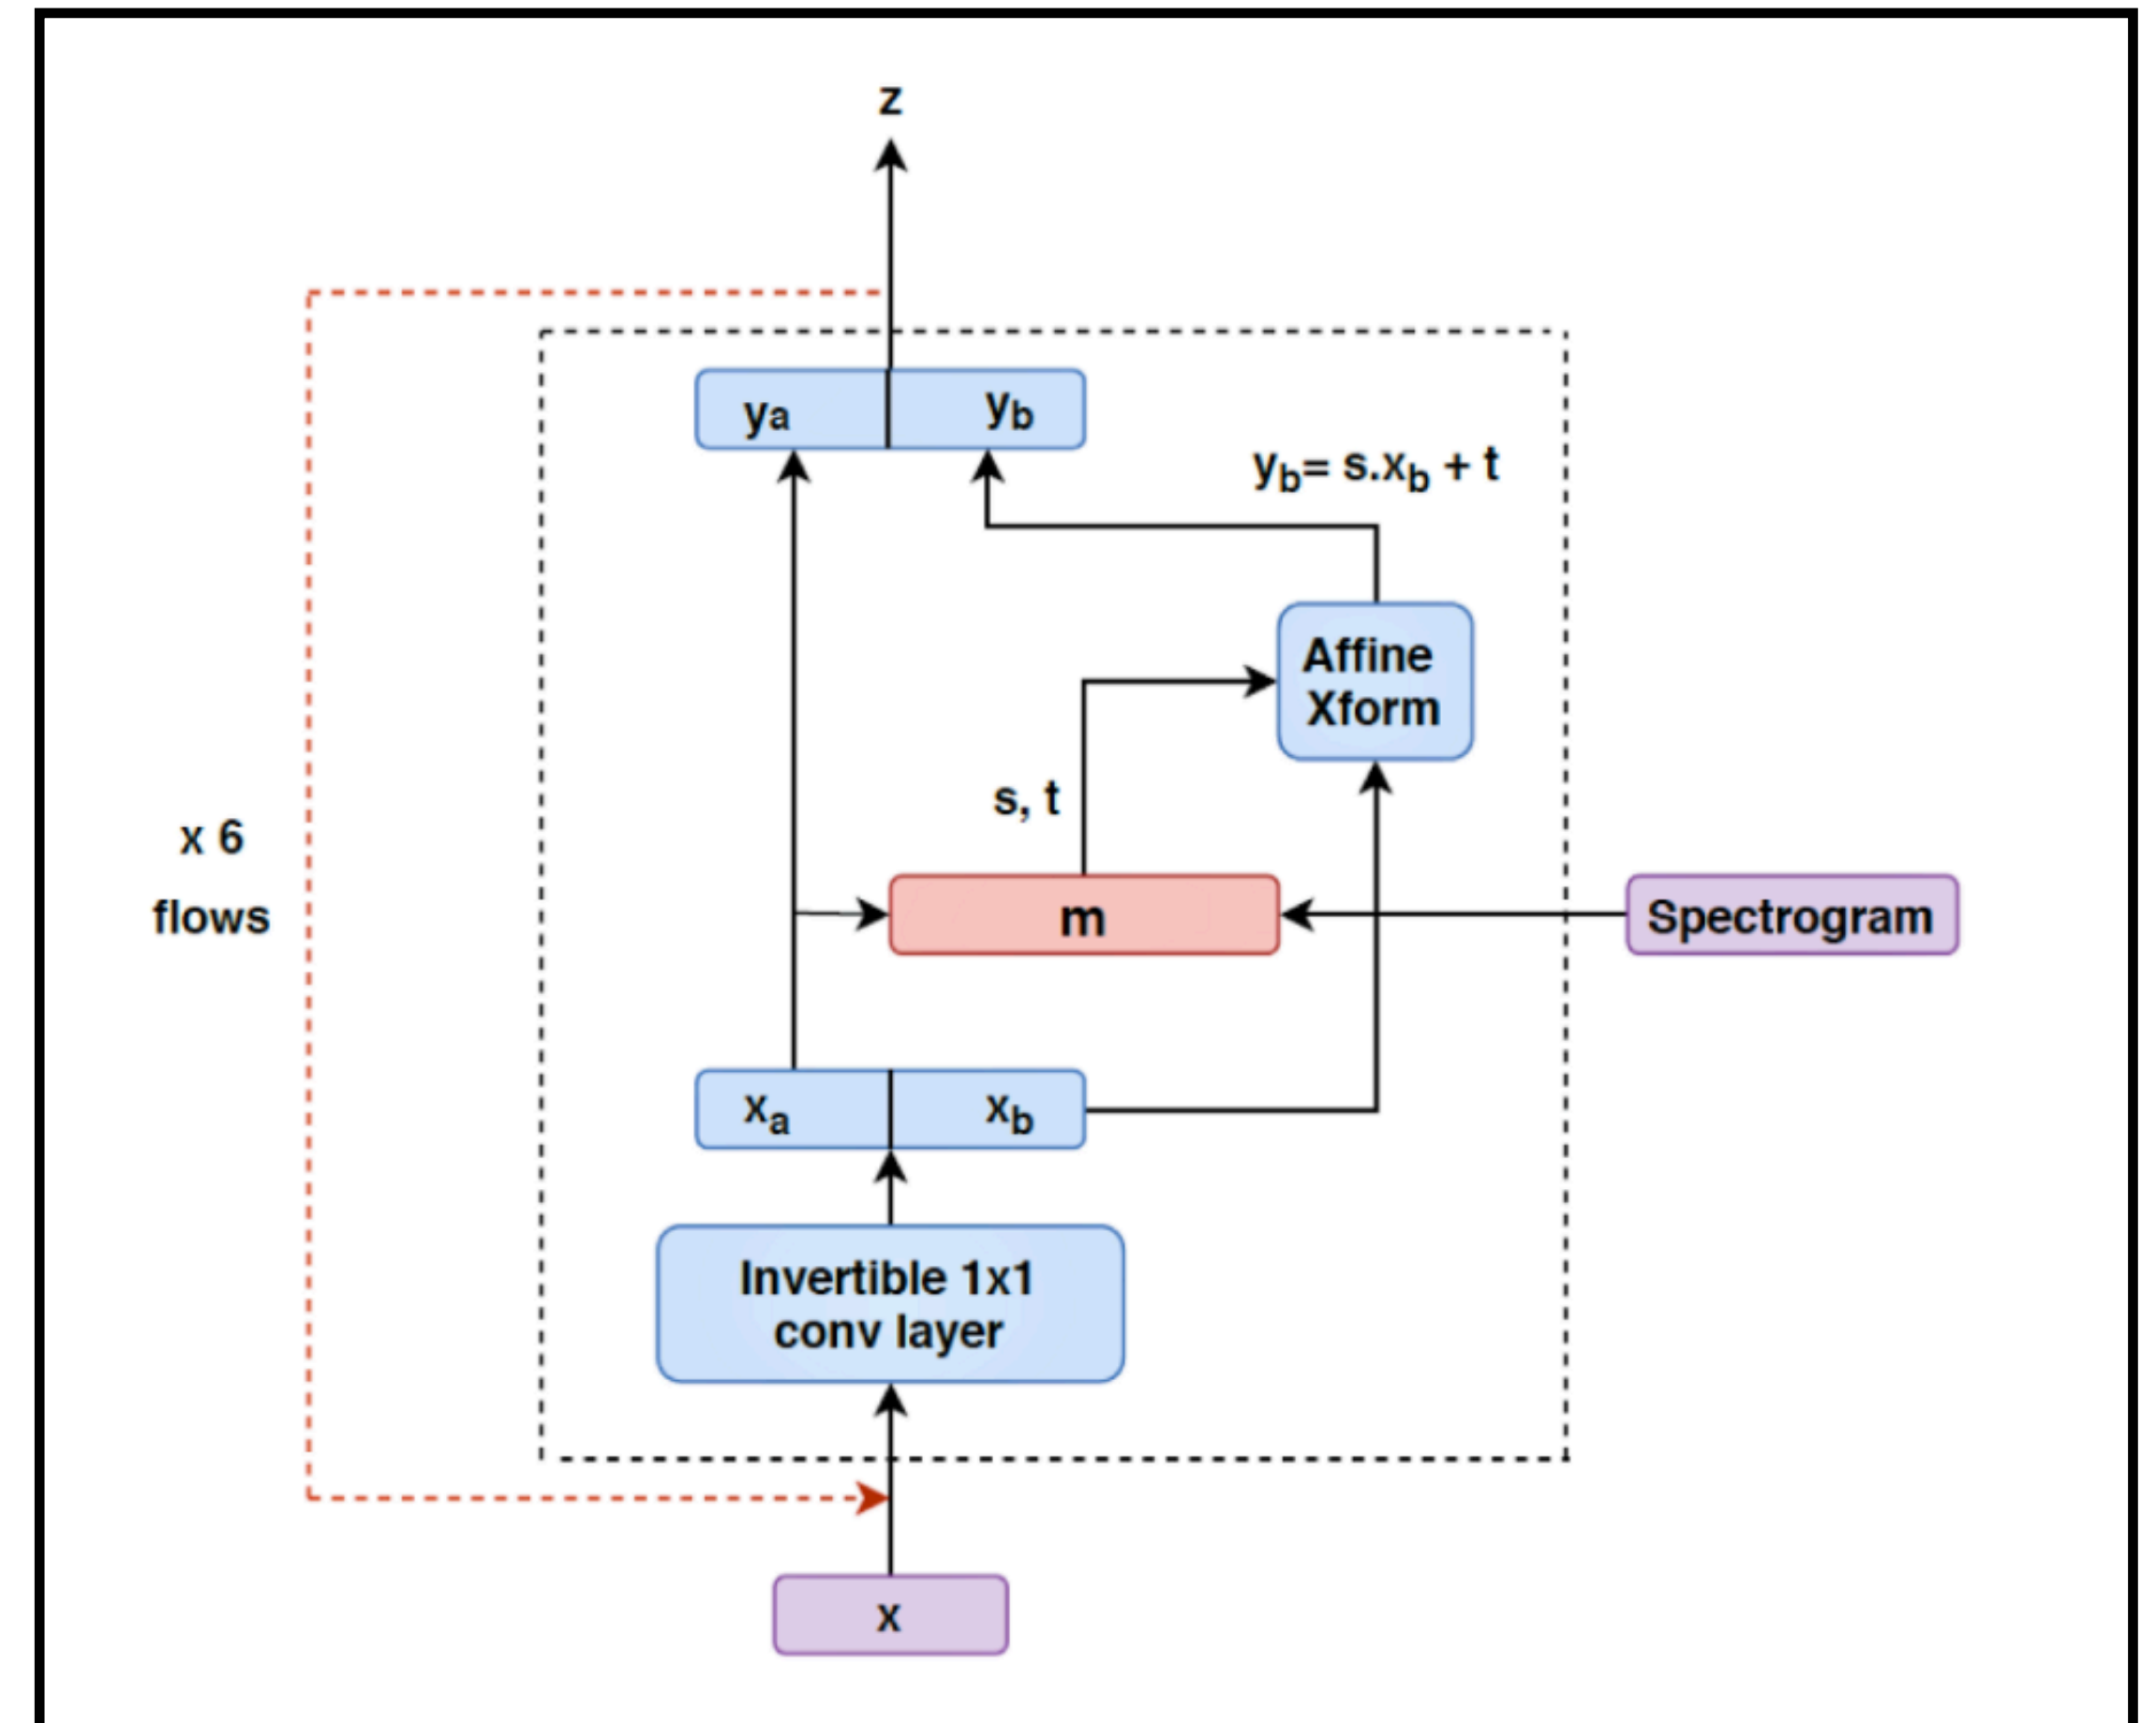 z
ya yb
yb= s.xb + t
Affine
Xform
s, t
x 6
flows
m
Spectrogram
xa xb
Invertible 1x1
conv layer
x